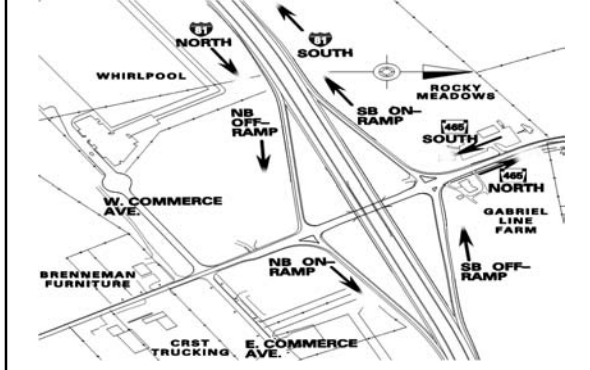 81
NORTH
81
SOUTH
WHIRLPOOL
ROCKY
MEADOWS
NB
OFF-
RAMP
SB ON-
RAMP
465
SOUTH
465
NORTH
W. COMMERCE
AVE.
GABRIEL
LINE
FARM
BRENNEMAN
FURNITURE
NB ON-
RAMP
SB OFF-
RAMP
CRST
TRUCKING
E. COMMERCE
AVE.